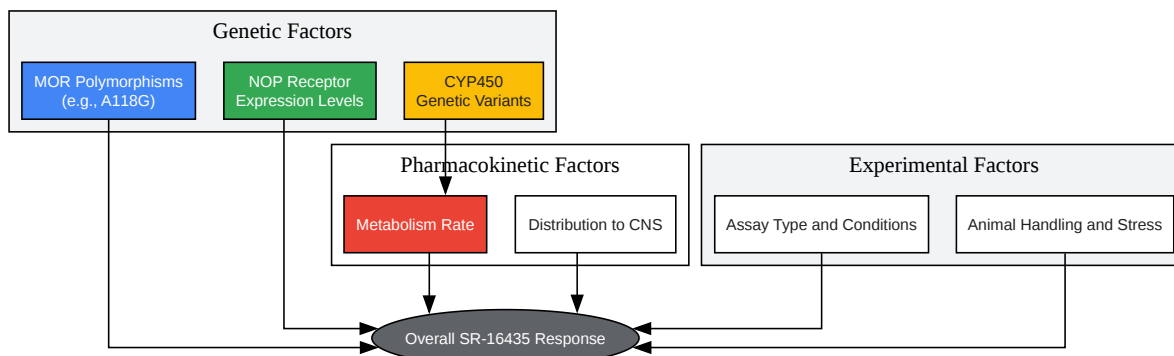 Genetic Factors
MOR Polymorphisms
(e.g., A118G)
NOP Receptor
Expression Levels
CYP450
Genetic Variants
Pharmacokinetic Factors
Metabolism Rate
Distribution to CNS
Experimental Factors
Assay Type and Conditions
Animal Handling and Stress
Overall SR-16435 Response